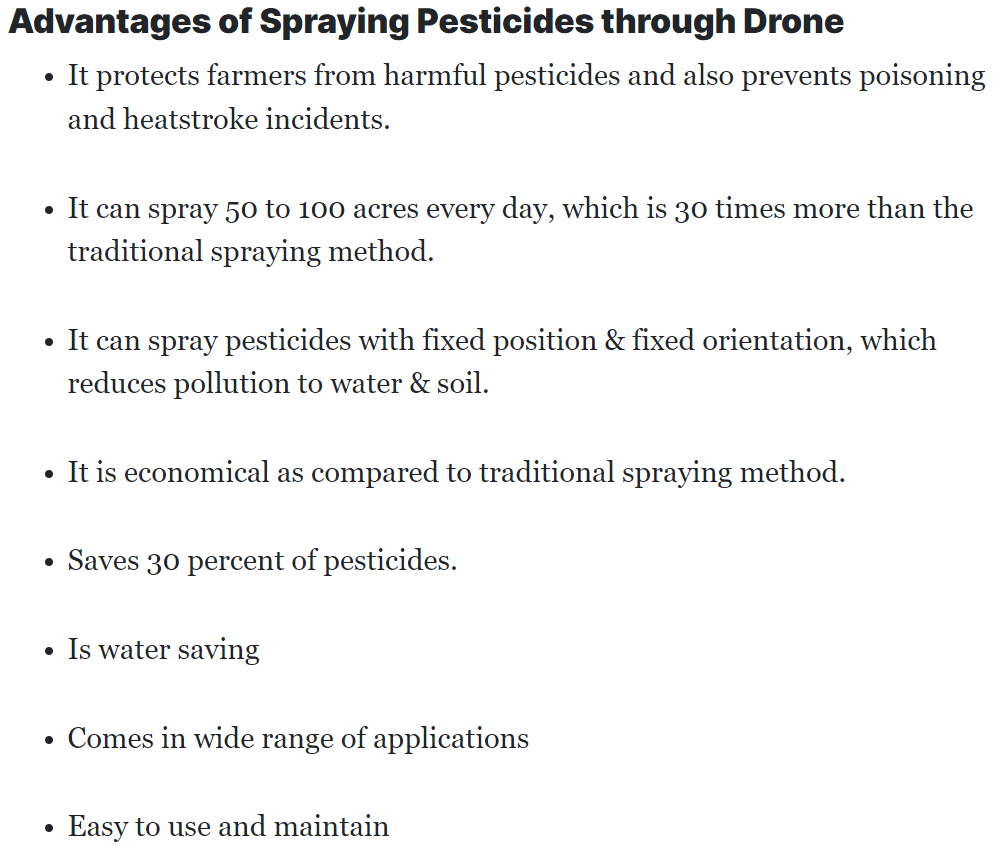 Advantages of Spraying Pesticides through Drone
• It protects farmers from harmful pesticides and also prevents poisoning
and heatstroke incidents.
• It can spray 50 to 100 acres every day, which is 30 times more than the
traditional spraying method.
• It can spray pesticides with fixed position & fixed orientation, which
reduces pollution to water & soil.
• It is economical as compared to traditional spraying method.
• Saves 30 percent of pesticides.
• Is water saving
• Comes in wide range of applications
• Easy to use and maintain